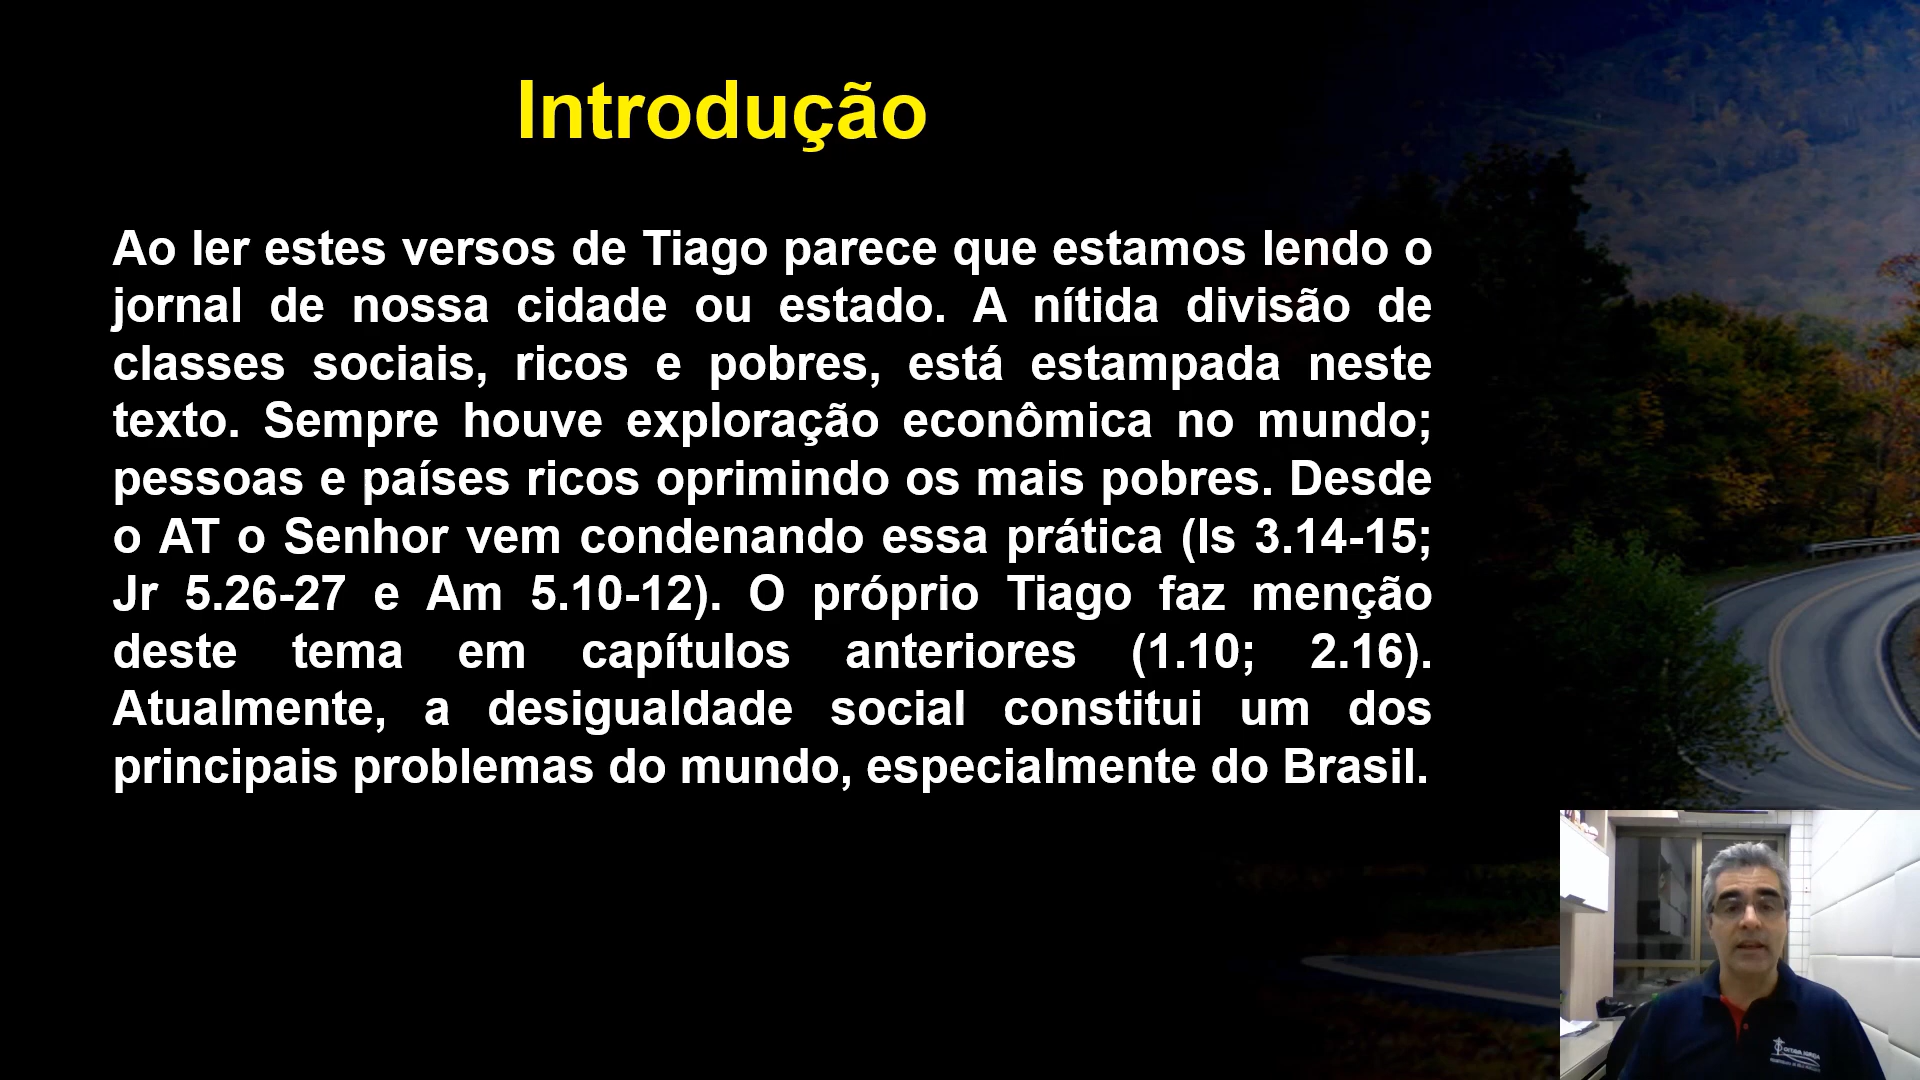 Introdução
Ao ler estes versos de Tiago parece que estamos lendo o
jornal de nossa cidade ou estado. A nítida divisão de
classes sociais, ricos e pobres, está estampada neste
texto. Sempre houve exploração econômica no mundo;
pessoas e países ricos oprimindo os mais pobres. Desde
o AT o Senhor vem condenando essa prática (Is 3.14-15;
Jr 5.26-27 e Am 5.10-12). O próprio Tiago faz menção
deste tema em capítulos anteriores (1.10; 2.16).
Atualmente, a desigualdade social constitui um dos
principais problemas do mundo, especialmente do Brasil.